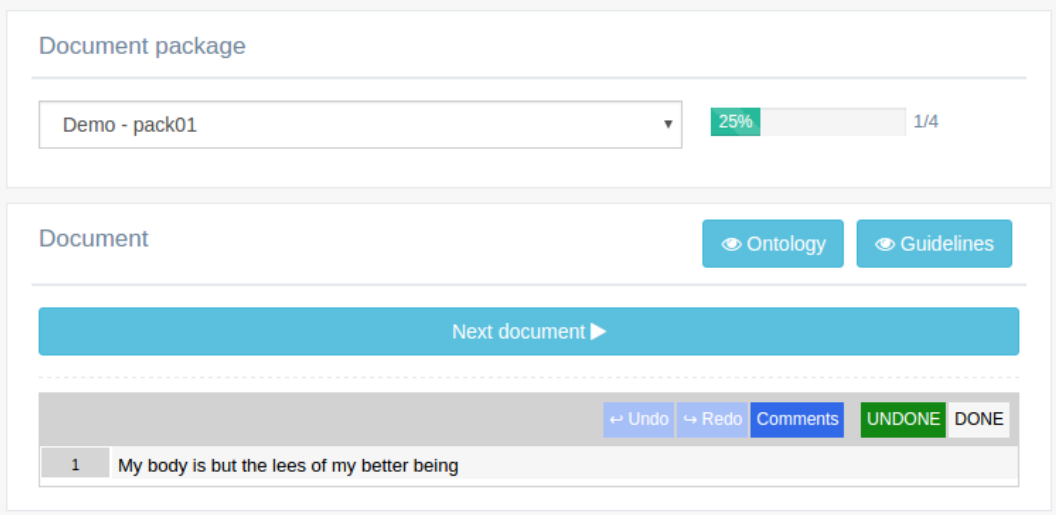 Document package
Demo - pack01
25%
1/4
Document
Ontology
Guidelines
Next document
Undo Redo Comments UNDONE DONE
1 My body is but the lees of my better being